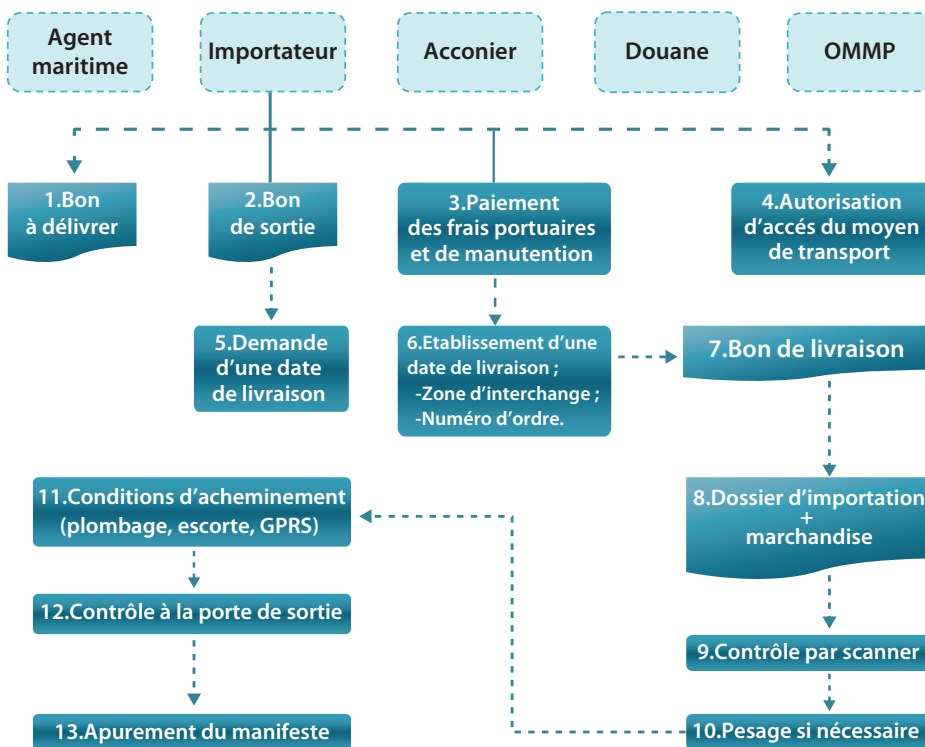 Agent
maritime
Importateur
Acconier
Douane
OMMP
1.Bon
à délivrer
2.Bon
de sortie
3.Paiement
des frais portuaires
et de manutention
4.Autorisation
d'accés du moyen
de transport
5.Demande
d'une date
de livraison
6.Etablissement d'une
date de livraison ;
-Zone d'interchange ;
-Numéro d'ordre.
7.Bon de livraison
8.Dossier d'importation
+
marchandise
11.Conditions d'acheminement
(plombage, escorte, GPRS)
12.Contrôle à la porte de sortie
9.Contrôle par scanner
13.Apurement du manifeste
10.Pesage si nécessaire